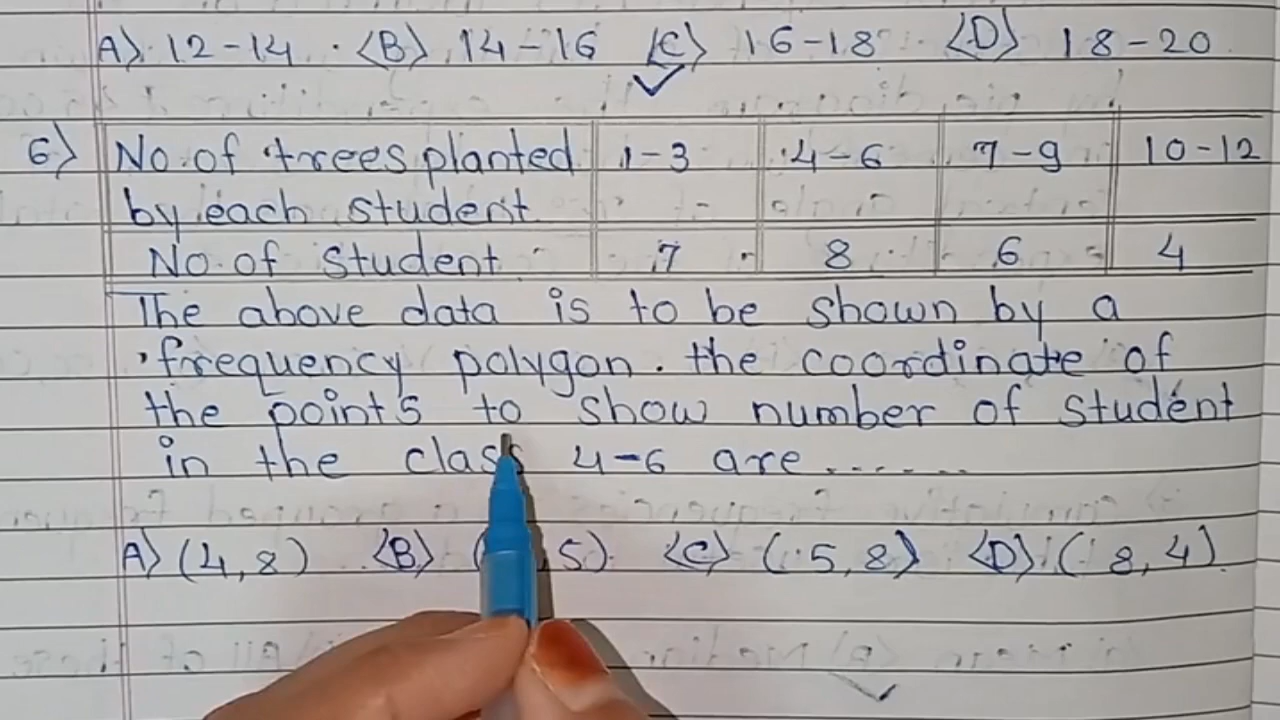 A) 12-14 . <B) 14-16 <C> 16-18 <D> 18-20
6) No. of trees planted by each student 1-3 4-6 7-9 10-12
No. of student 7 8 6 4
The above data is to be shown by a
frequency polygon. the coordinate of
the points to show number of student
in the class 4-6 are.......
A) (4,8) <B) ( ,5) <C> (5,8) <D) (8,4)